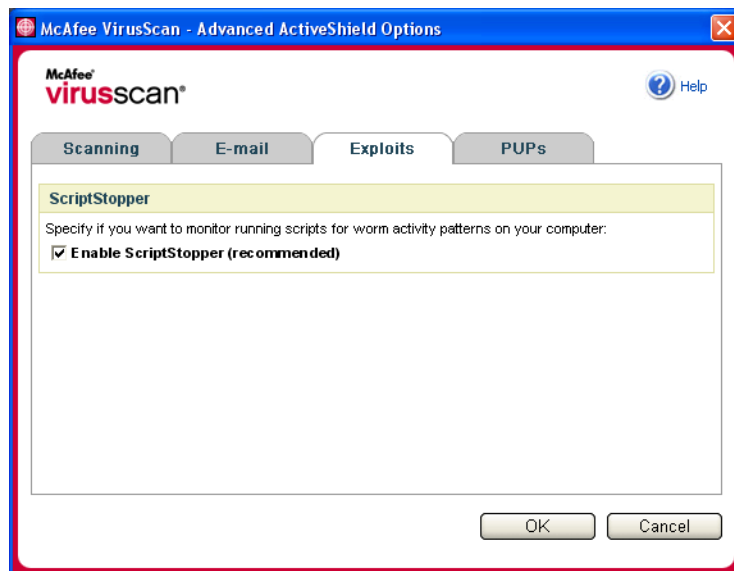 McAfee VirusScan - Advanced ActiveShield Options
McAfee®
virusscan®
? Help
Scanning
E-mail
Exploits
PUPs
ScriptStopper
Specify if you want to monitor running scripts for worm activity patterns on your computer:
Enable ScriptStopper (recommended)
OK
Cancel